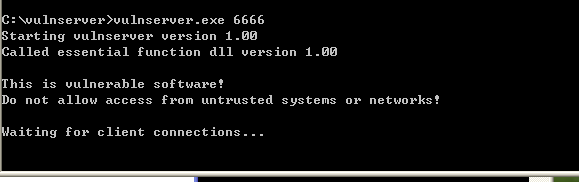 C:\vulnserver>vulnserver.exe 6666
Starting vulnserver version 1.00
Called essential function dll version 1.00
This is vulnerable software!
Do not allow access from untrusted systems or networks!
Waiting for client connections...